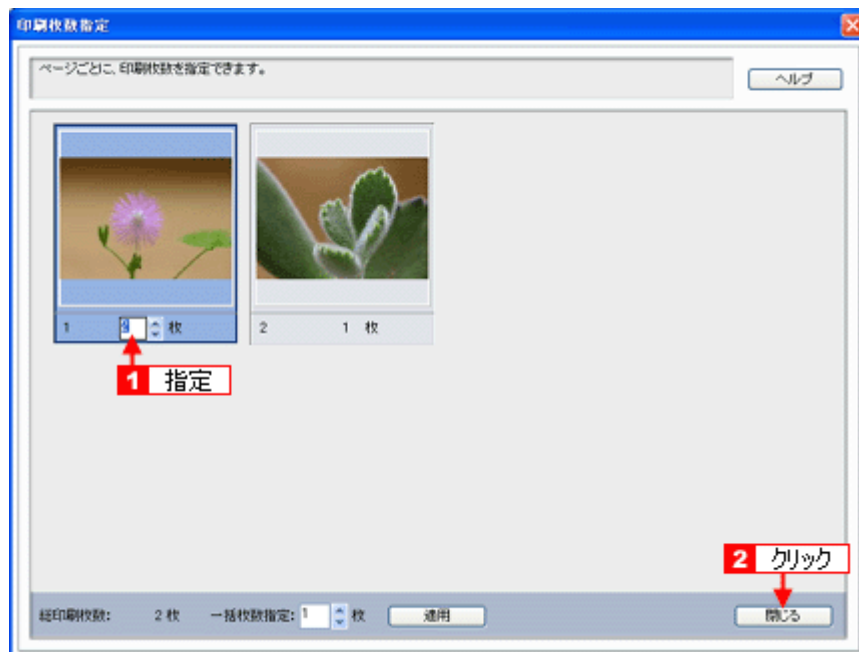 印刷枚数指定
ページごとに、印刷枚数を指定できます。
ヘルプ
1 枚
2 1 枚
1 指定
2 クリック
総印刷枚数: 2 枚 一括枚数指定: 1 枚 適用 閉じる